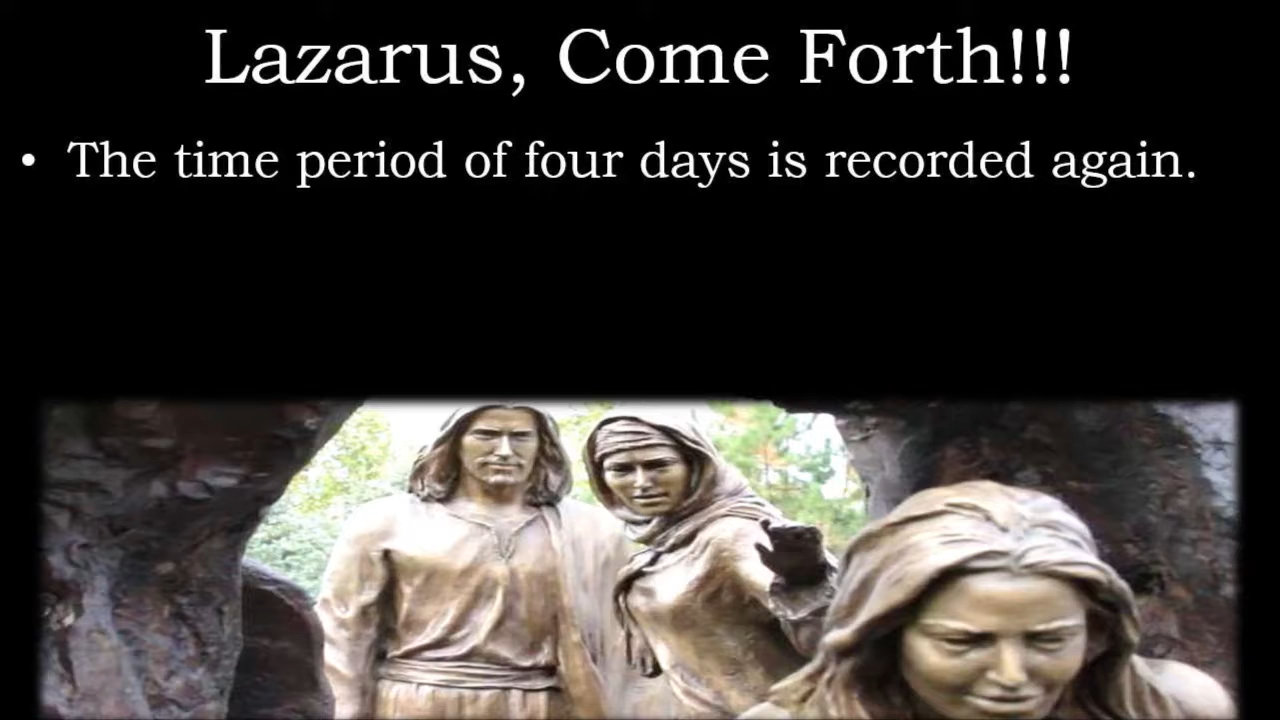 Lazarus, Come Forth!!!
• The time period of four days is recorded again.